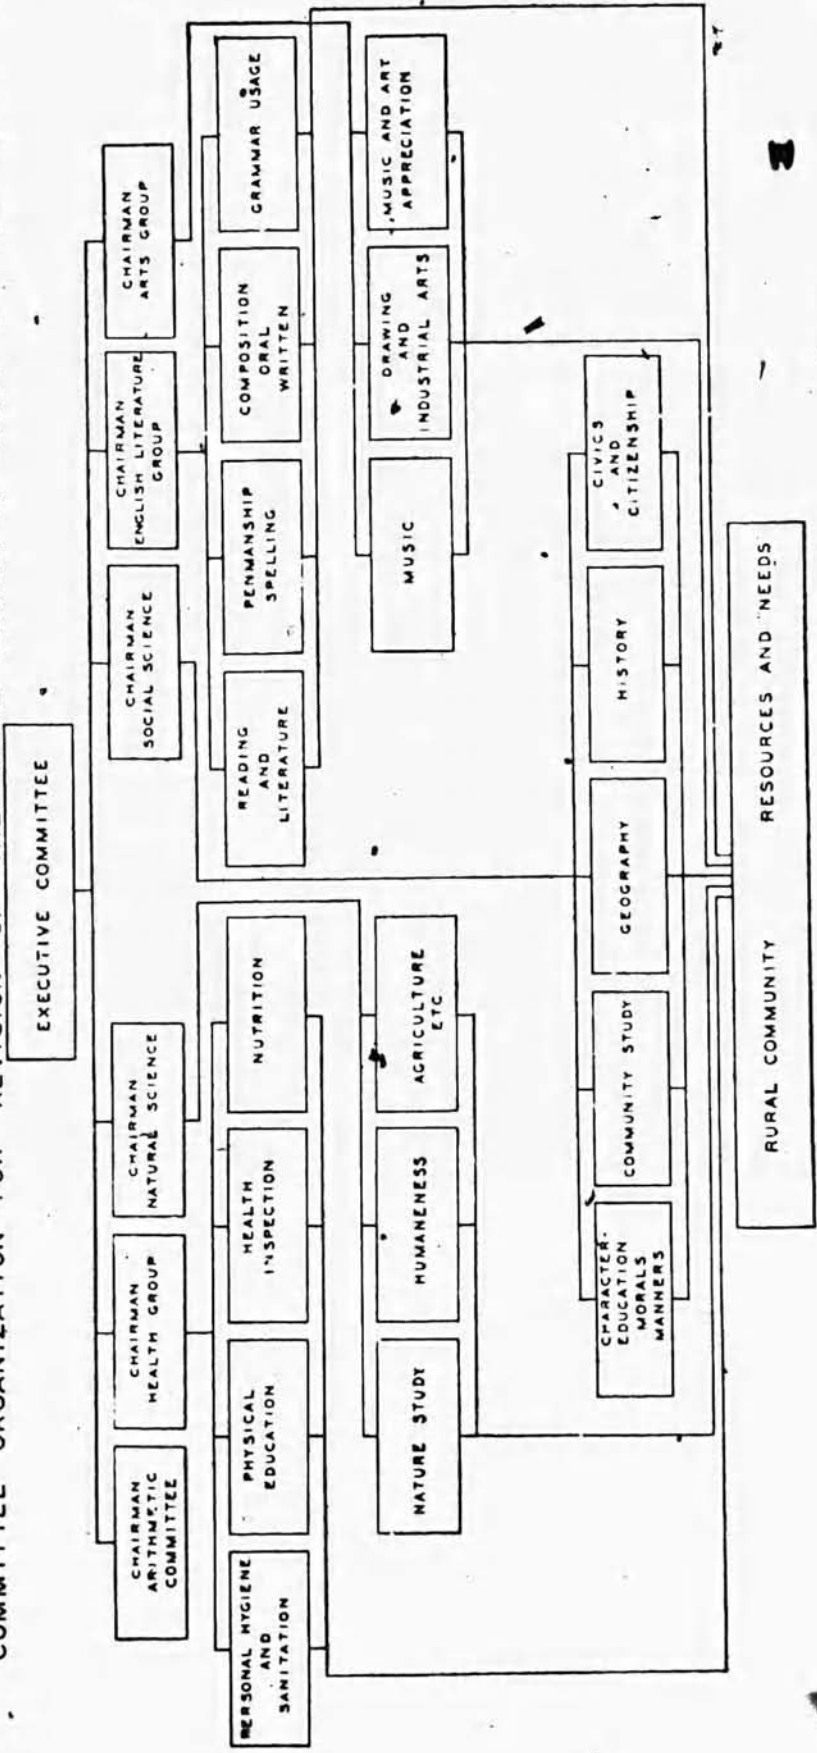 COMMITTEE ORGANIZATION FOR REVISION
EXECUTIVE COMMITTEE
CHAIRMAN
ARITHMETIC
COMMITTEE
CHAIRMAN
HEALTH GROUP
CHAIRMAN
NATURAL SCIENCE
CHAIRMAN
SOCIAL SCIENCE
CHAIRMAN
ENGLISH LITERATURE
GROUP
CHAIRMAN
ARTS GROUP
PERSONAL HYGIENE
AND
SANITATION
PHYSICAL
EDUCATION
HEALTH
INSPECTION
NUTRITION
READING
AND
LITERATURE
PENMANSHIP
SPELLING
COMPOSITION
ORAL
WRITTEN
GRAMMAR USAGE
NATURE STUDY
HUMANENESS
AGRICULTURE
ETC
MUSIC
DRAWING
AND
INDUSTRIAL ARTS
MUSIC AND ART
APPRECIATION
CHARACTER-
EDUCATION
MORALS
MANNERS
COMMUNITY STUDY
GEOGRAPHY
HISTORY
CIVICS
AND
CITIZENSHIP
RURAL COMMUNITY RESOURCES AND NEEDS